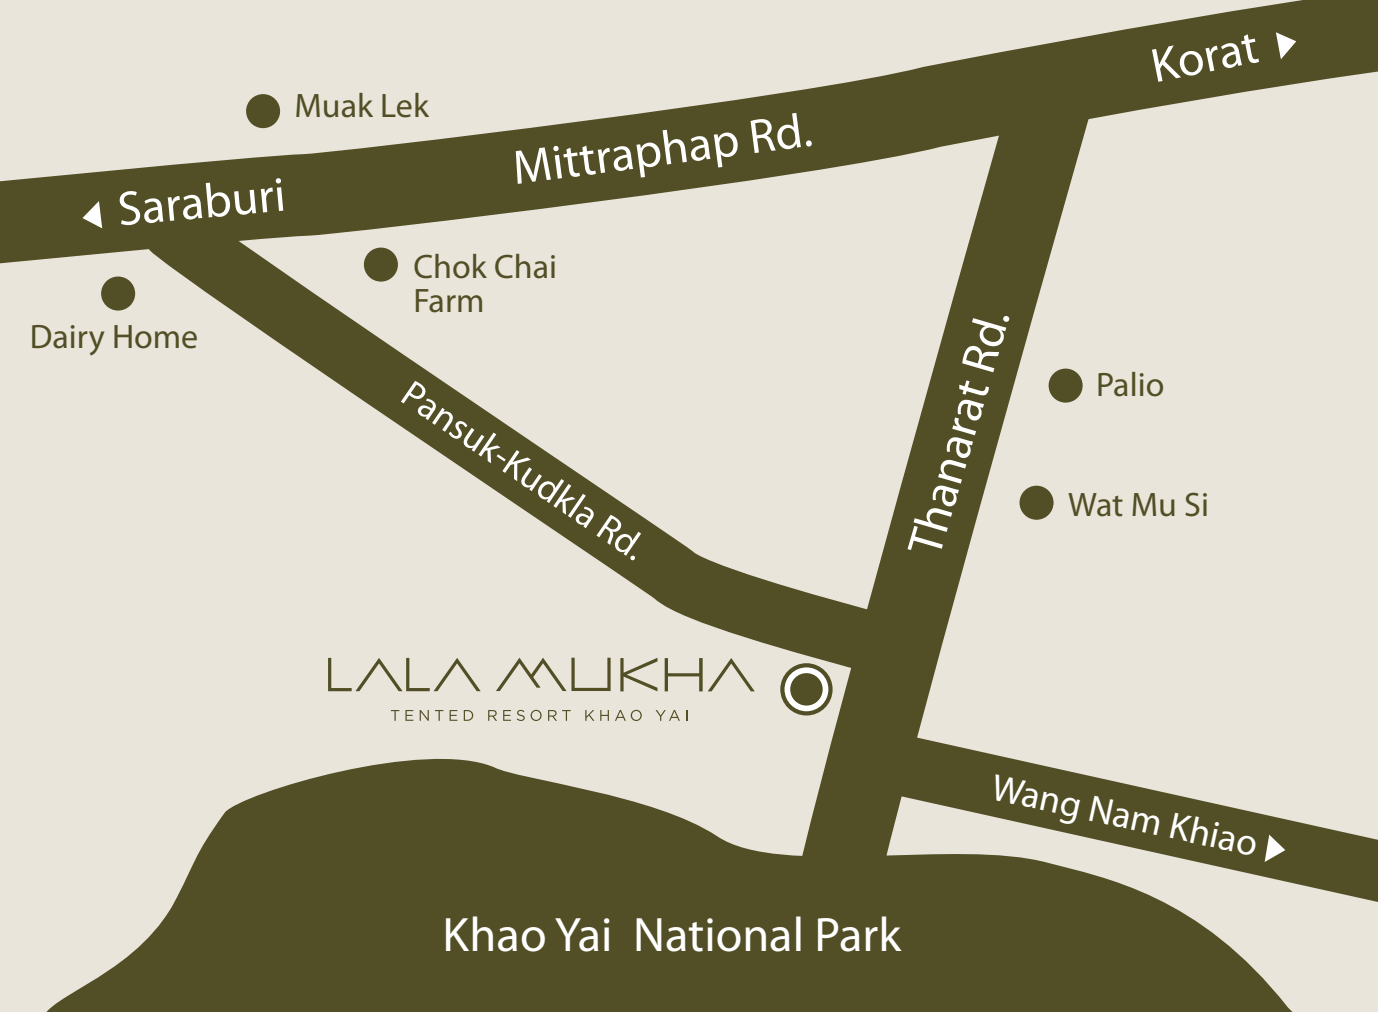 Korat
Muak Lek
Mittraphap Rd.
Saraburi
Chok Chai
Farm
Dairy Home
Thanarat Rd.
Palio
Pansuk-Kudkla Rd.
Wat Mu Si
LALA MUKHA
TENTED RESORT KHAO YAI
Wang Nam Khiao
Khao Yai National Park